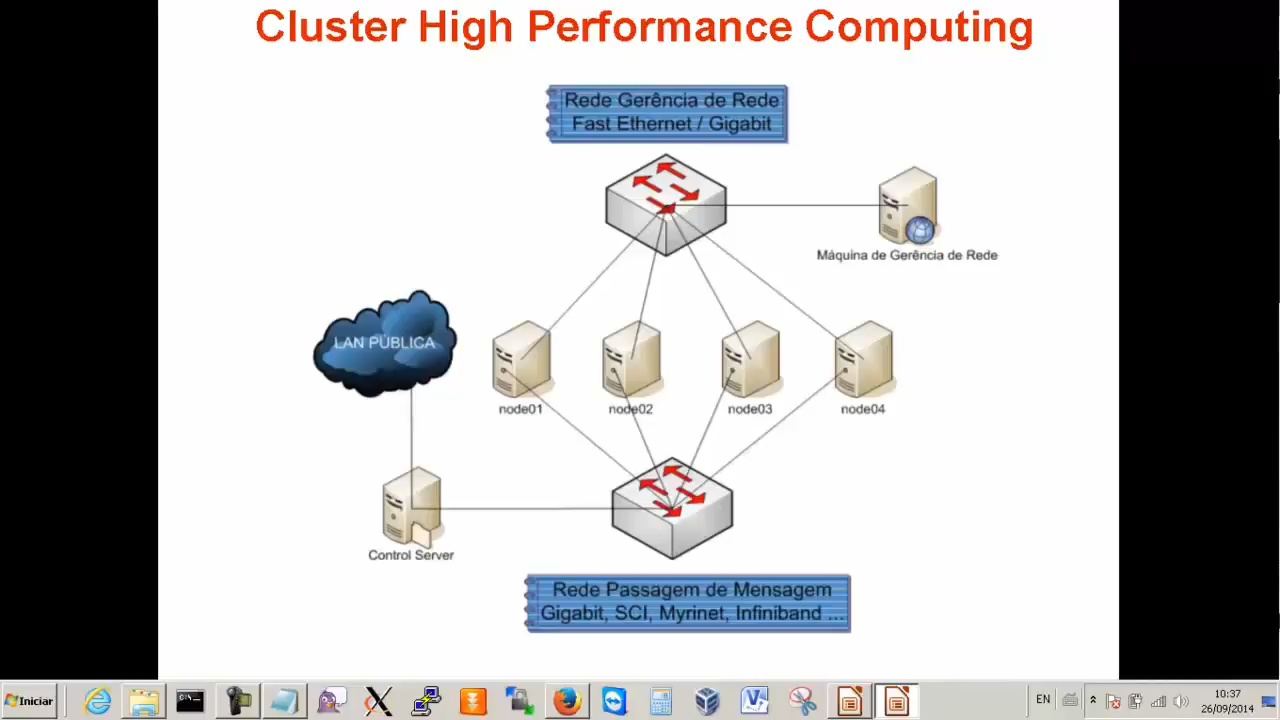 Cluster High Performance Computing
Rede Gerência de Rede
Fast Ethernet / Gigabit
Máquina de Gerência de Rede
LAN PÚBLICA
node01
node02
node03
node04
Control Server
Rede Passagem de Mensagem
Gigabit, SCI, Myrinet, Infiniband ...
Iniciar
EN
10:37
26/09/2014